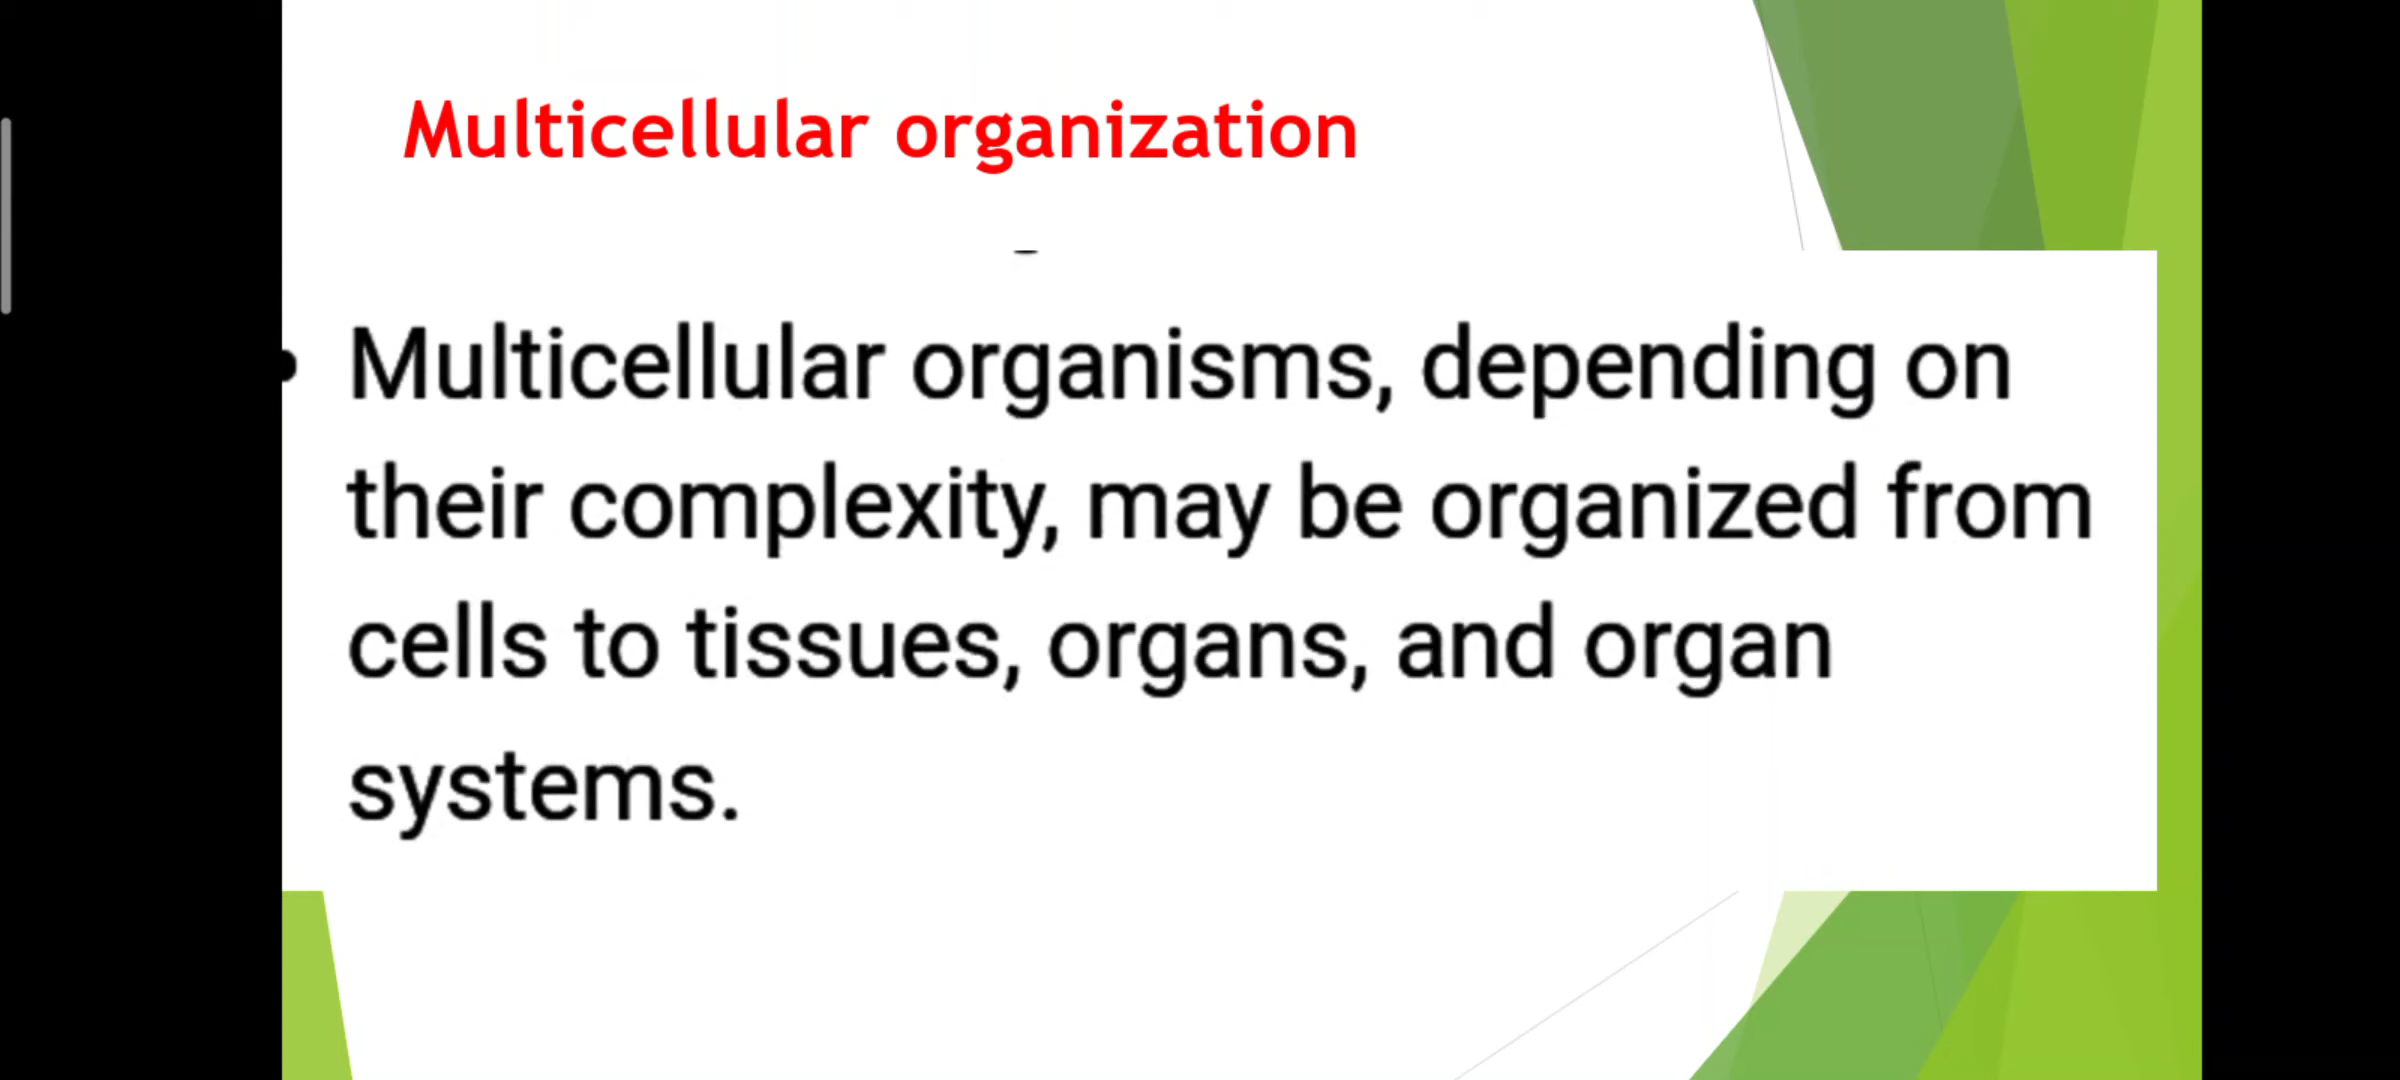 Multicellular organization
• Multicellular organisms, depending on
their complexity, may be organized from
cells to tissues, organs, and organ
systems.